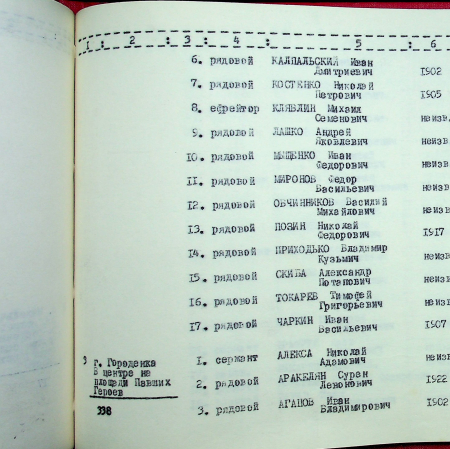 1 : 2 : 3 : 4 : 5 : 6
6. рядовой КАЛПАЛЬСКИЙ Иван
Дмитриевич 1902
7. рядовой КОСТЕНКО Николай
Петрович 1905
8. ефрейтор КЛЯВЛИН Михаил
Семенович неизв
9. рядовой ЛАШКО Андрей
Яковлевич неизв
10. рядовой МЫЦЕНКО Иван
Федорович неизв
11. рядовой МИРОНОВ Федор
Васильевич неизв
12. рядовой ОВЧИННИКОВ Василий
Михайлович неизв
13. рядовой ПОЗИН Николай
Федорович 1917
14. рядовой ПРИХОДЬКО Владимир
Кузьмич неизв
15. рядовой СКИБА Александр
Потапович неизв
16. рядовой ТОКАРЕВ Тимофей
Григорьевич неизв
17. рядовой ЧАРКИН Иван
Васильевич 1907
г. Городенка 1. сержант АЛЕКСА Николай
в центре на Адамович неиз
площади Павших 2. рядовой АРАКЕЛЯН Сурен
Героев Левонович 1922
338 3. рядовой АГАПОВ Иван
Владимирович 1902